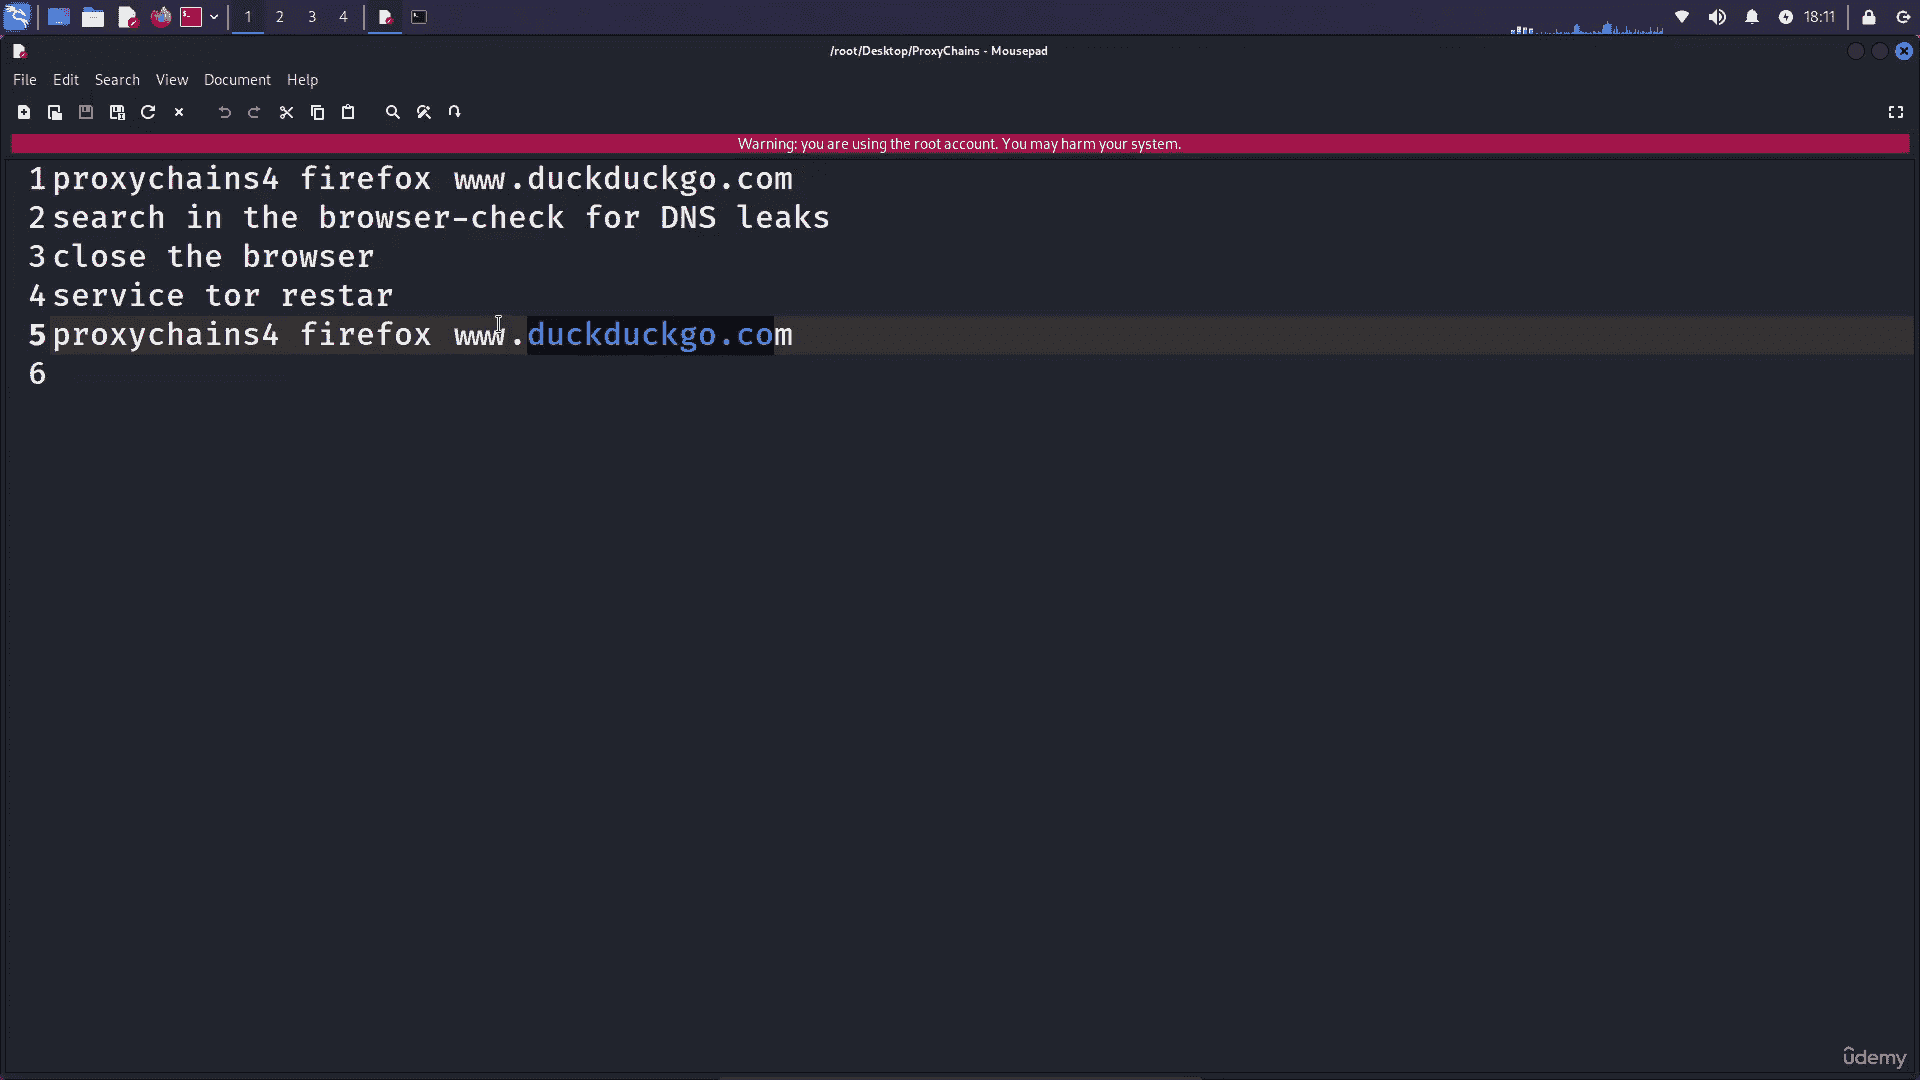 1 2 3 4 18:11
/root/Desktop/ProxyChains - Mousepad
File Edit Search View Document Help
Warning: you are using the root account. You may harm your system.
1 proxychains4 firefox www.duckduckgo.com
2 search in the browser-check for DNS leaks
3 close the browser
4 service tor restar
5 proxychains4 firefox www.duckduckgo.com
6
ûdemy